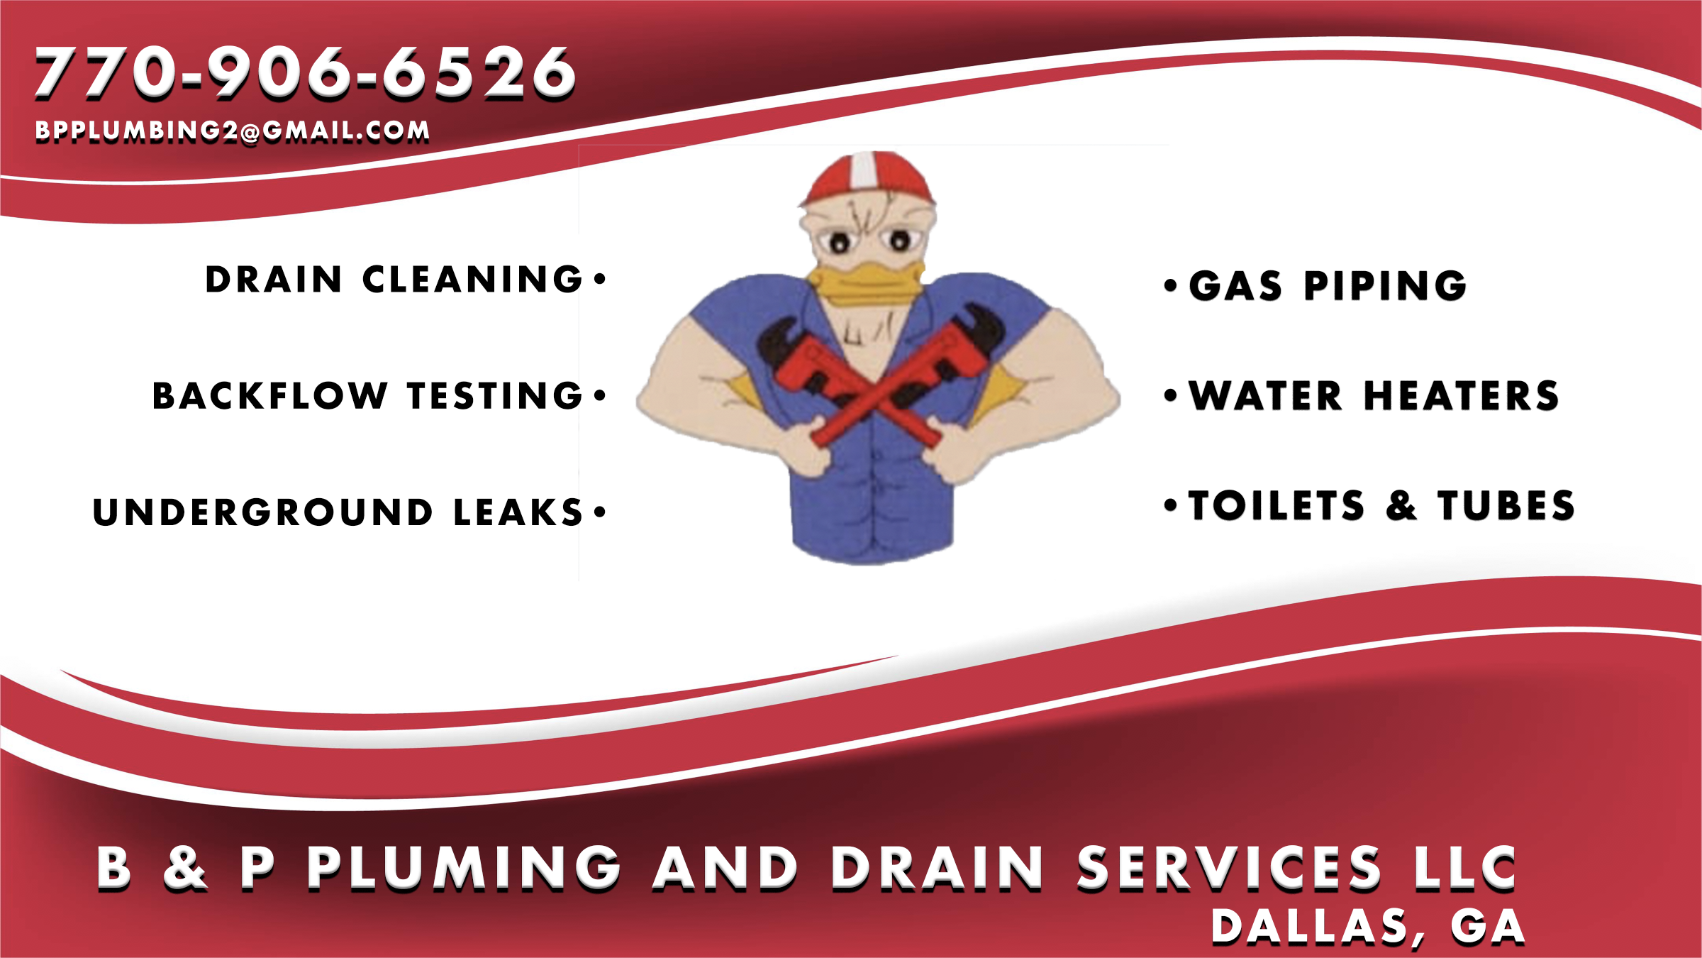 770-906-6526
BPPLUMBING2@GMAIL.COM
DRAIN CLEANING •
BACKFLOW TESTING •
UNDERGROUND LEAKS •
• GAS PIPING
• WATER HEATERS
• TOILETS & TUBES
B & P PLUMING AND DRAIN SERVICES LLC
DALLAS, GA